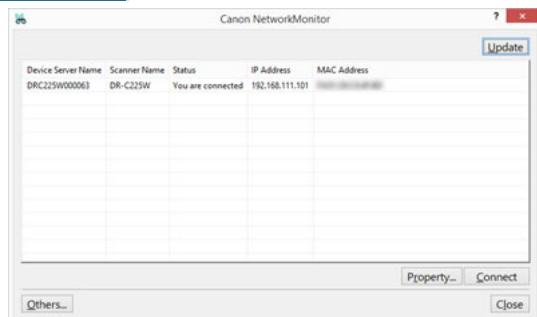 Canon NetworkMonitor ?
Update
Device Server Name Scanner Name Status IP Address MAC Address
DRC225W000063 DR-C225W You are connected 192.168.111.101
Property... Connect
Others... Close